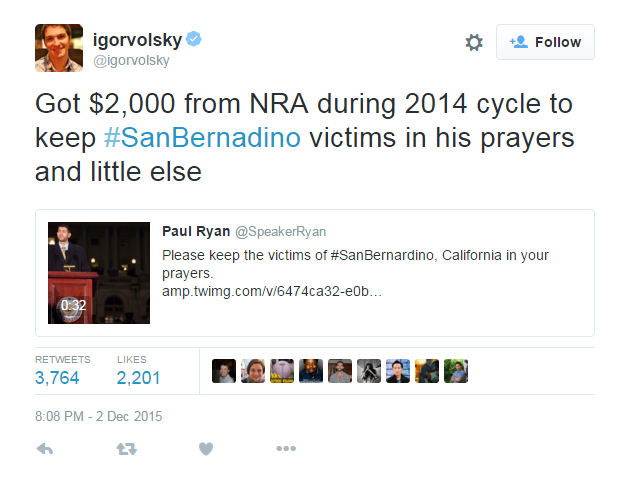 igorvolsky
@igorvolsky
Follow
Got $2,000 from NRA during 2014 cycle to
keep #SanBernadino victims in his prayers
and little else
Paul Ryan @SpeakerRyan
Please keep the victims of #SanBernardino, California in your
prayers.
amp.twimg.com/v/6474ca32-e0b...
0:32
RETWEETS LIKES
3,764 2,201
8:08 PM - 2 Dec 2015